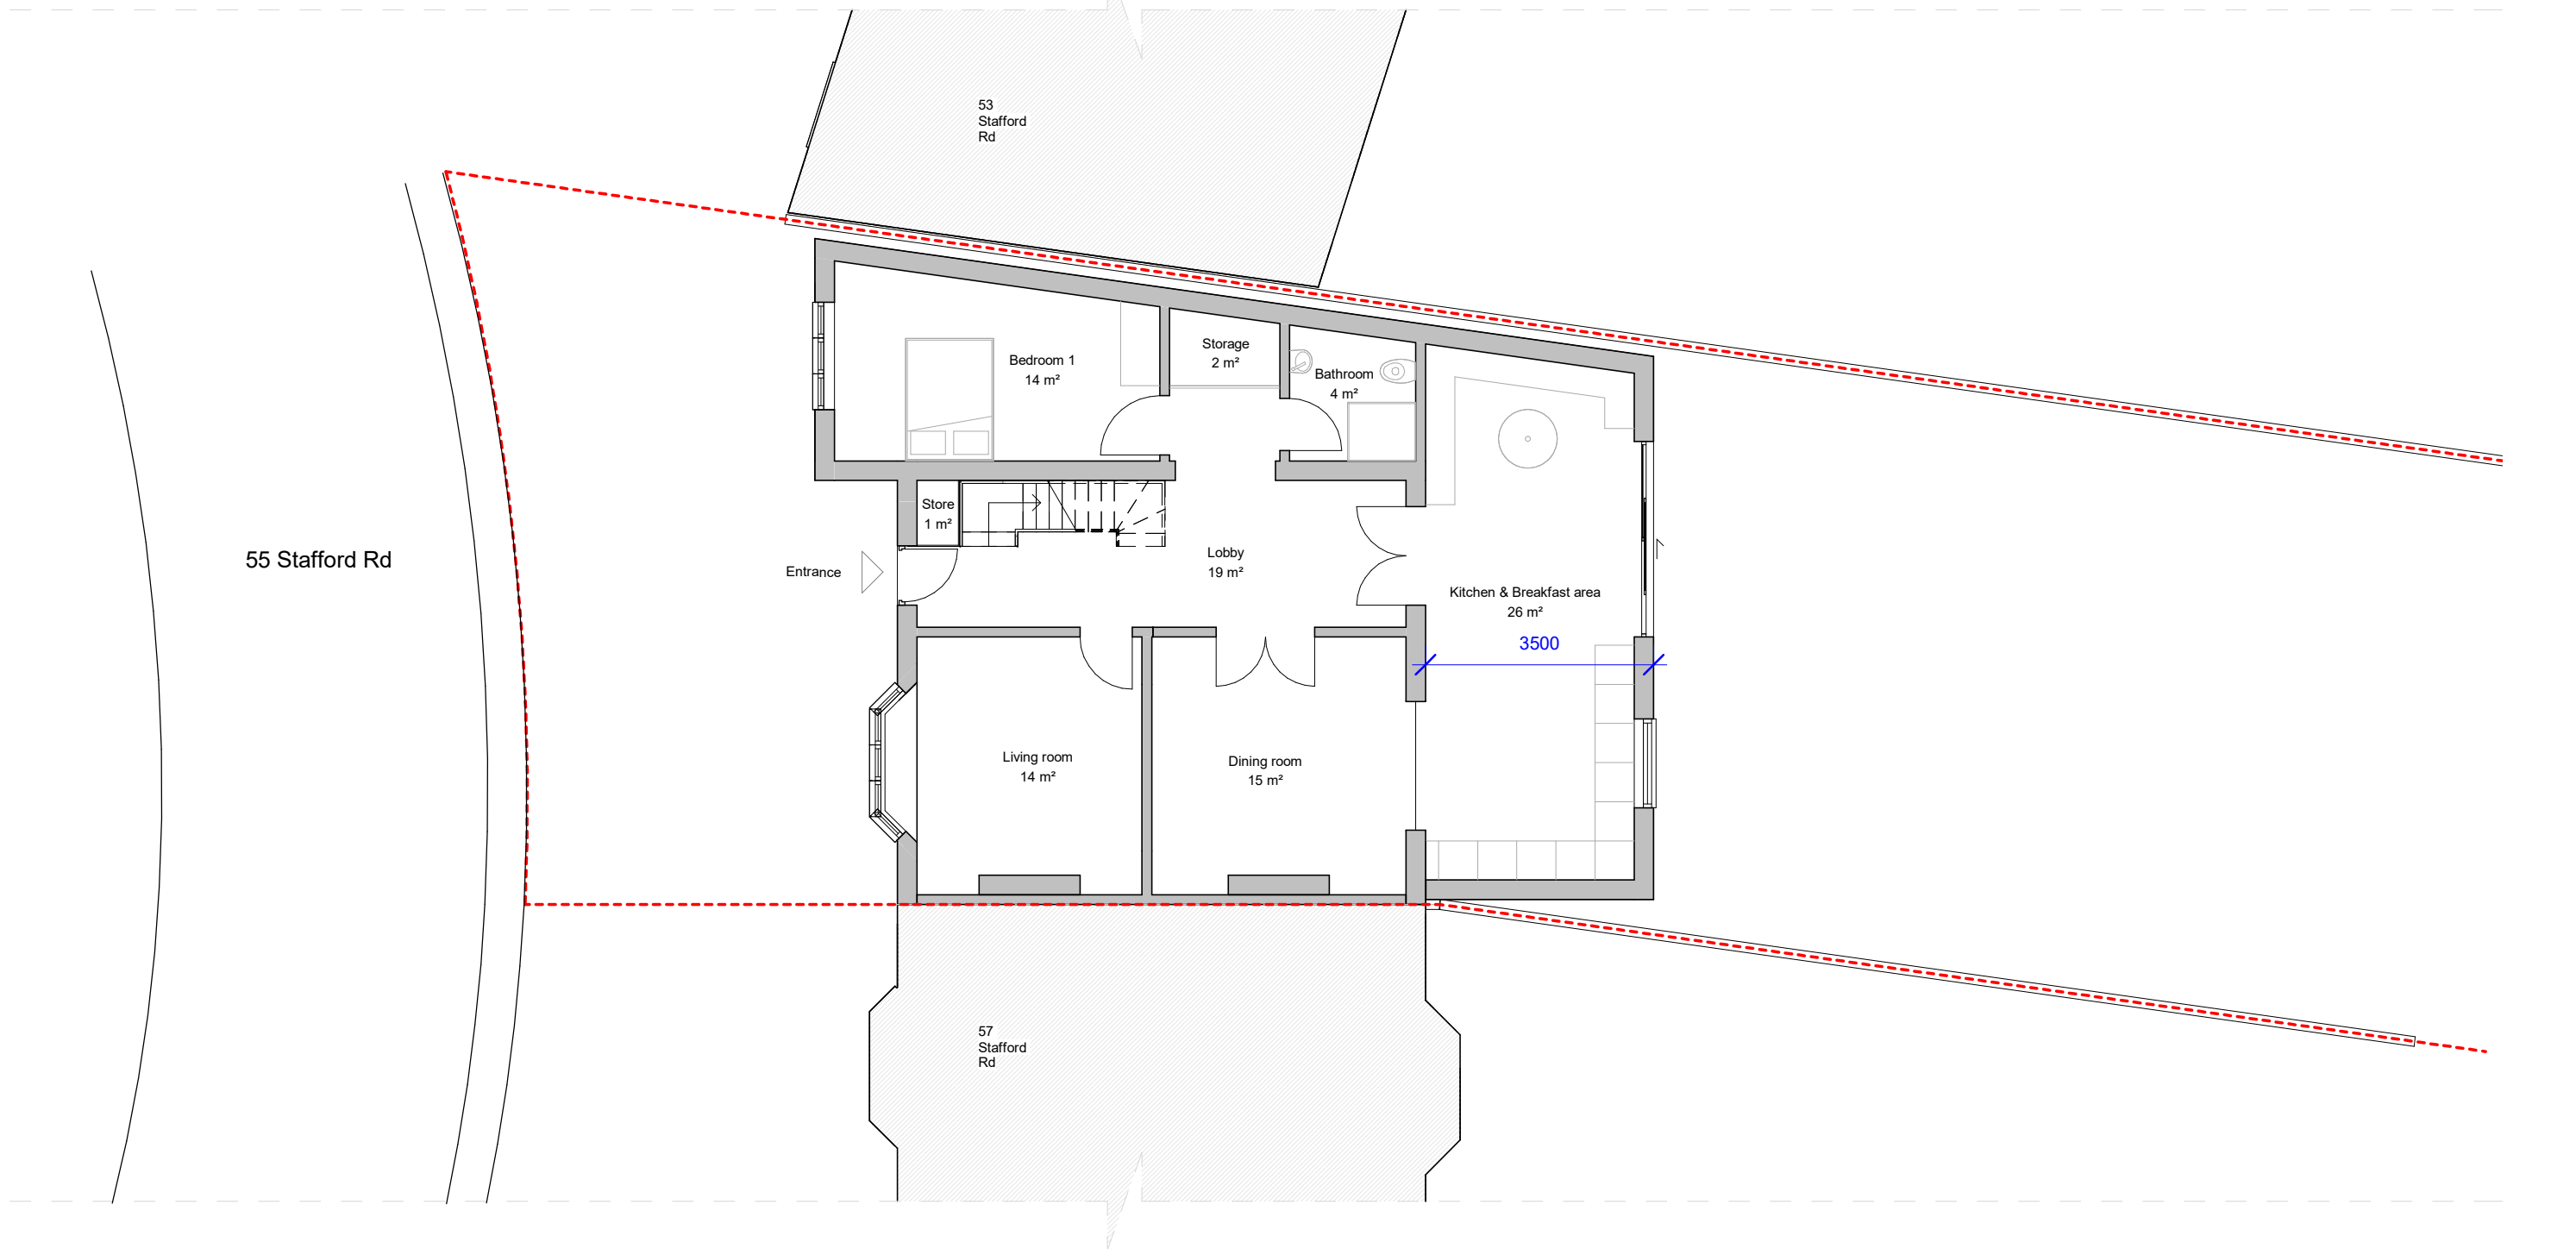 53
Stafford
Rd
Bedroom 1
14 m²
Storage
2 m²
Bathroom
4 m²
Store
1 m²
55 Stafford Rd
Entrance
Lobby
19 m²
Kitchen & Breakfast area
26 m²
3500
Living room
14 m²
Dining room
15 m²
57
Stafford
Rd